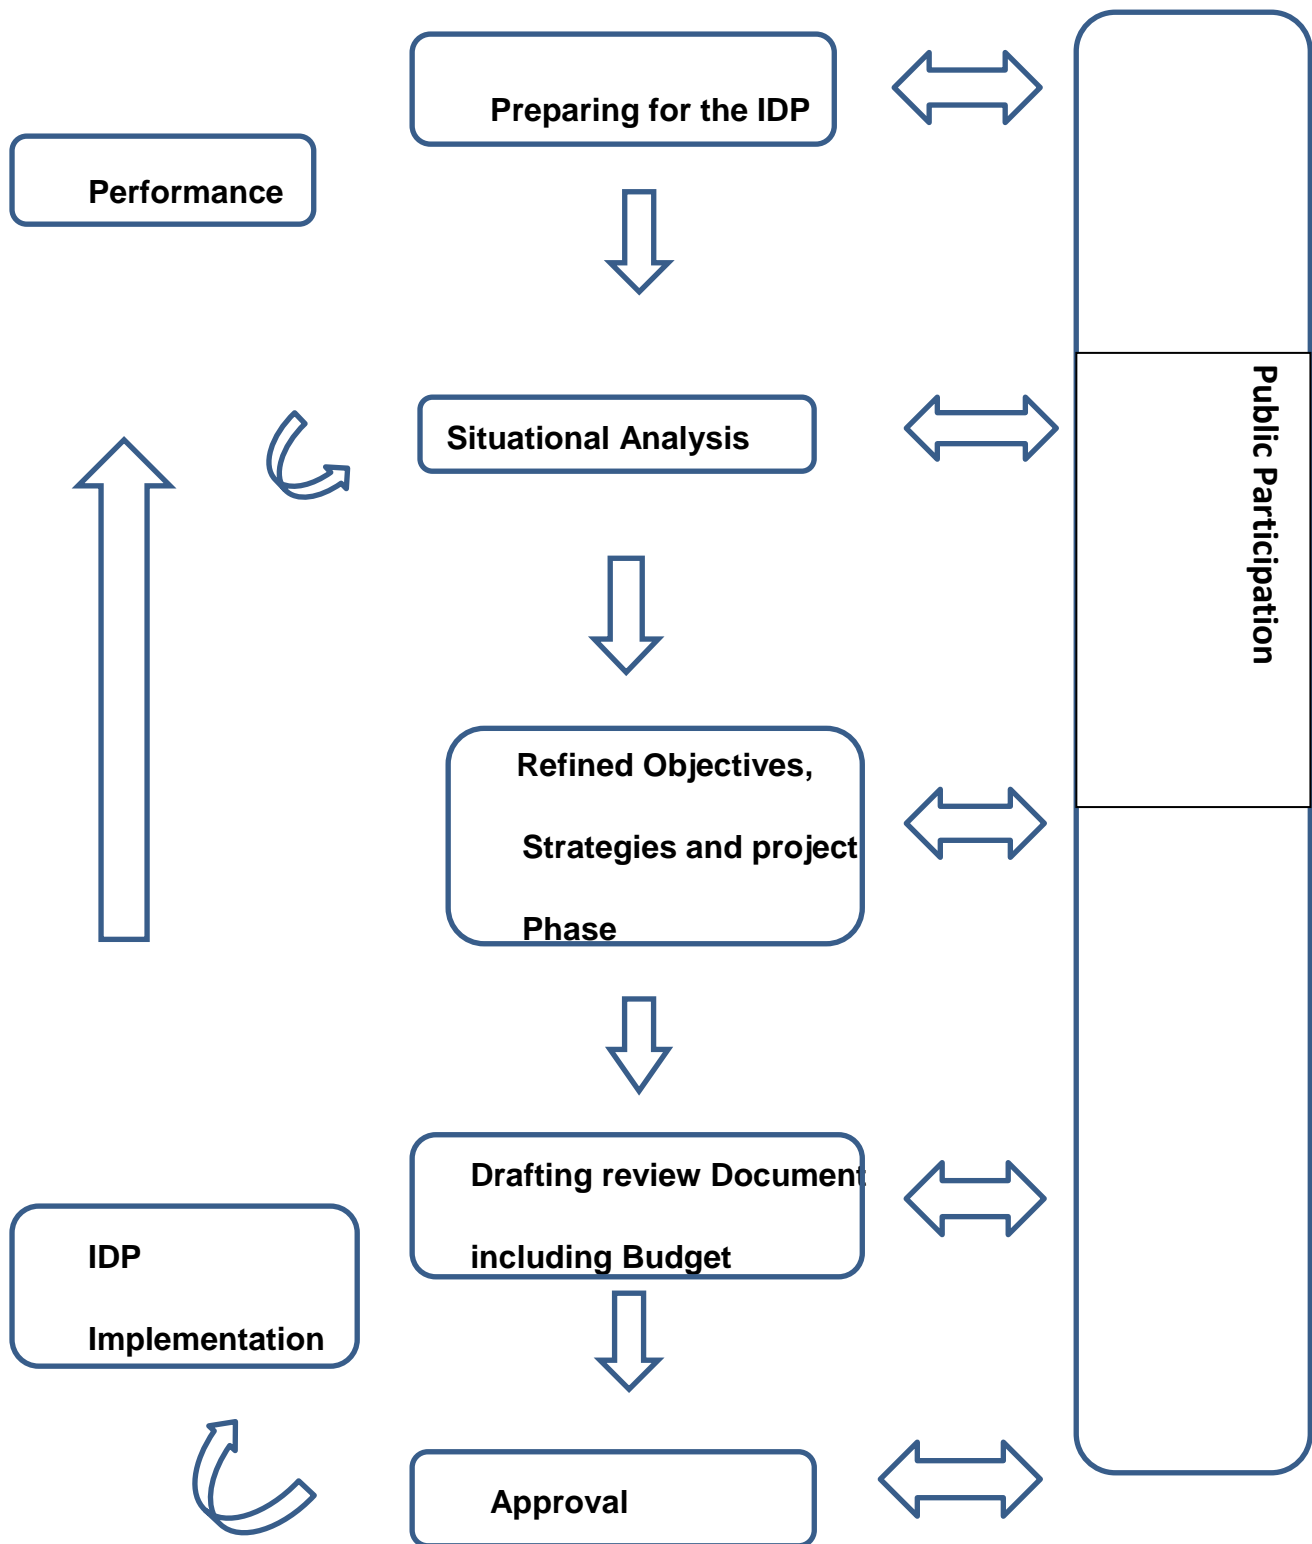 Preparing for the IDP
Performance
Situational Analysis
Public Participation
Refined Objectives,
Strategies and project
Phase
Drafting review Document
including Budget
IDP
Implementation
Approval